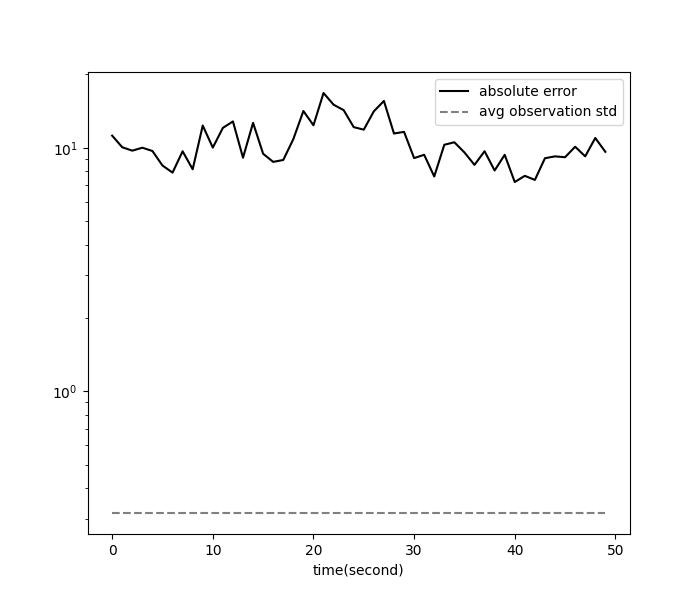 absolute error
avg observation std
10¹
10⁰
0 10 20 30 40 50
time(second)